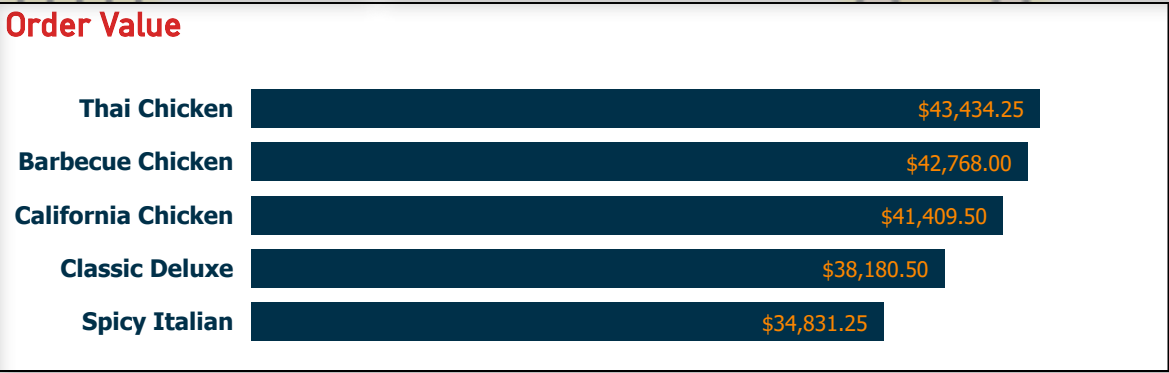 Order Value
Thai Chicken $43,434.25
Barbecue Chicken $42,768.00
California Chicken $41,409.50
Classic Deluxe $38,180.50
Spicy Italian $34,831.25